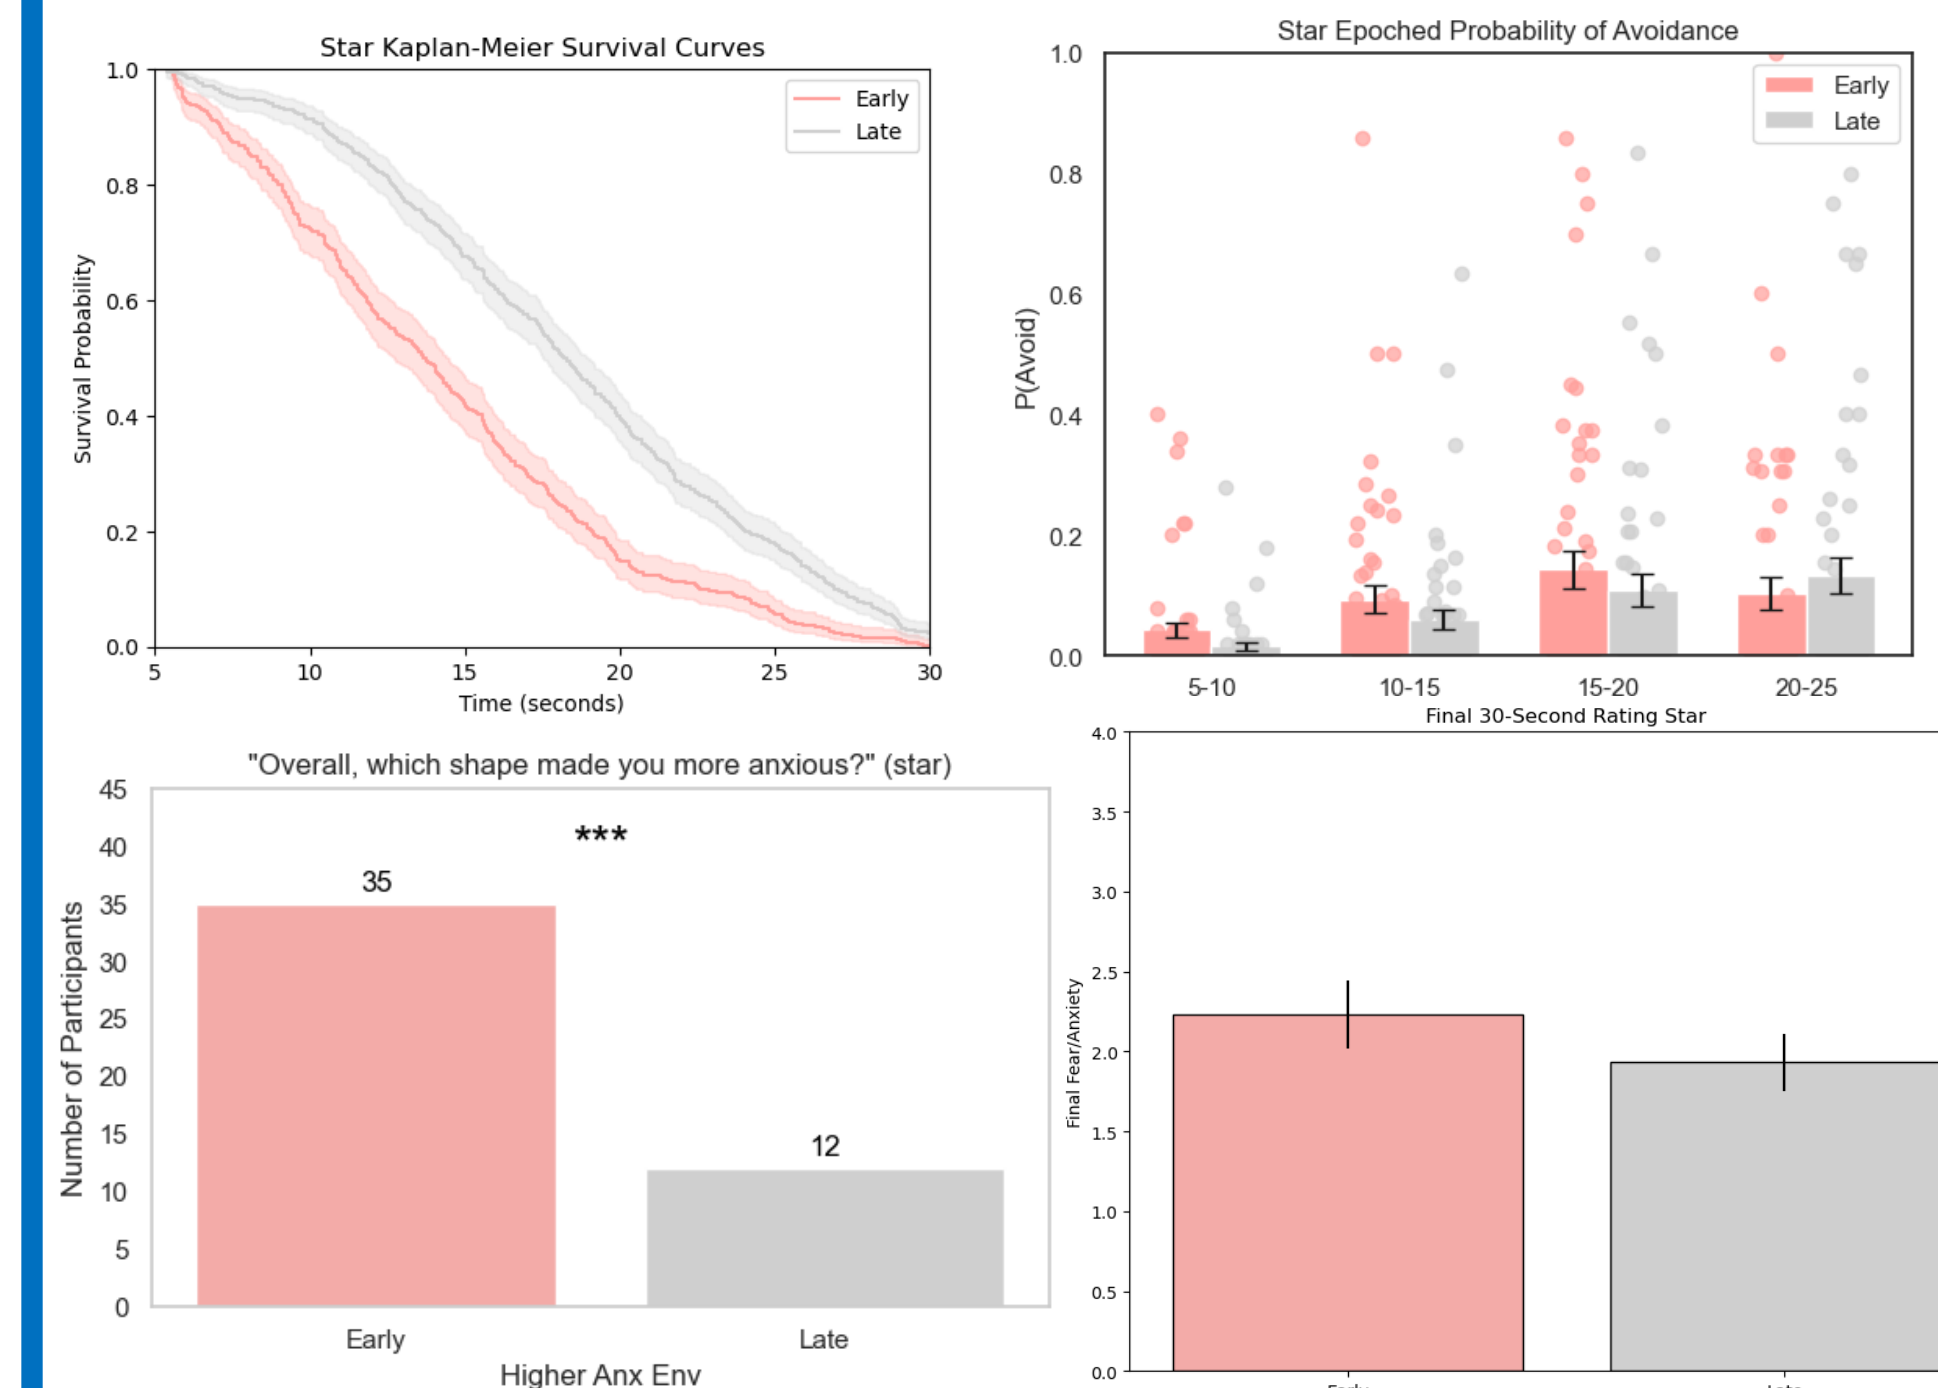 Star Kaplan-Meier Survival Curves
1.0
0.8
0.6
0.4
0.2
0.0
Survival Probability
Early
Late
5
10
15
20
25
30
Time (seconds)
Star Epoched Probability of Avoidance
1.0
0.8
0.6
0.4
0.2
0.0
P(Avoid)
Early
Late
5-10
10-15
15-20
20-25
"Overall, which shape made you more anxious?" (star)
45
40
35
30
25
20
15
10
5
0
Number of Participants
***
35
12
Early
Late
Higher Anx Env
Final 30-Second Rating Star
4.0
3.5
3.0
2.5
2.0
1.5
1.0
0.5
0.0
Final Fear/Anxiety